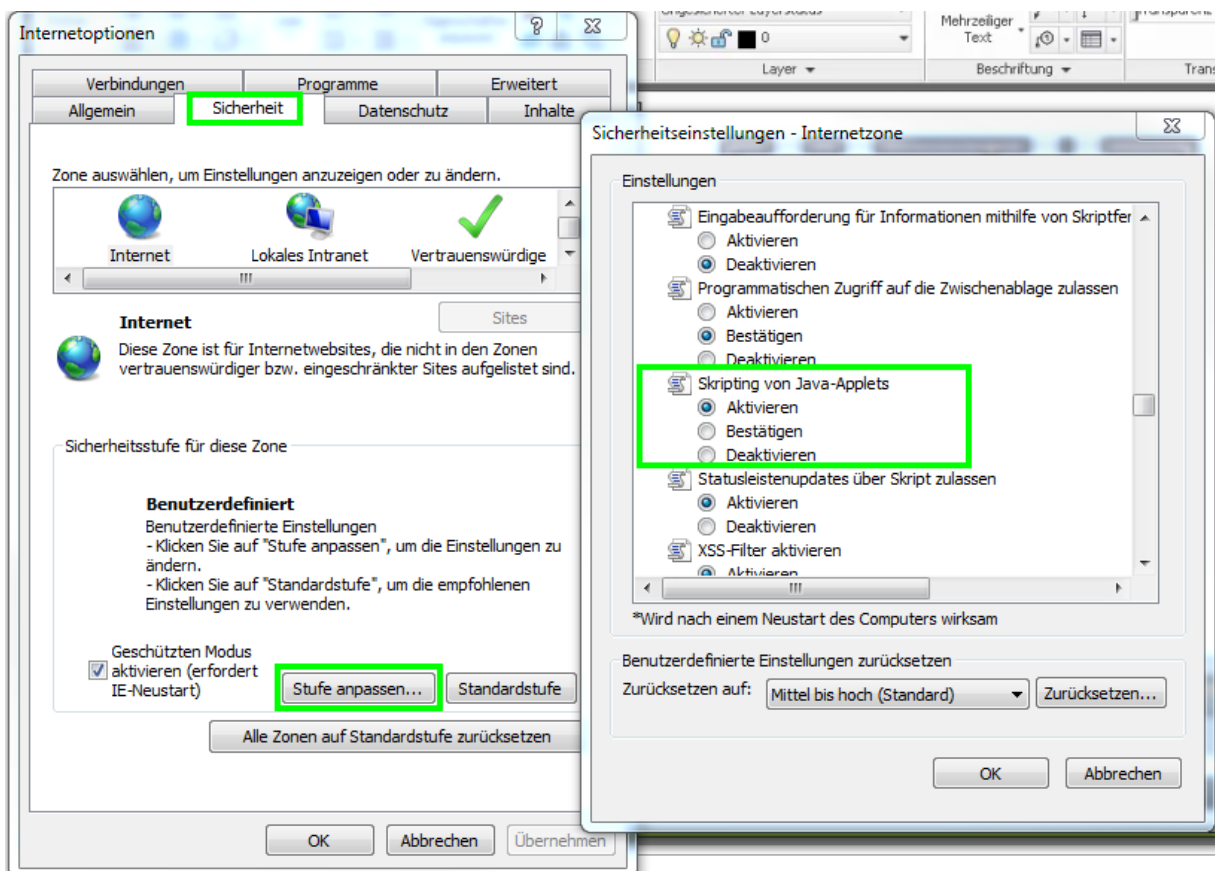 Internetoptionen
Verbindungen
Programme
Erweitert
Allgemein
Sicherheit
Datenschutz
Inhalte
Zone auswählen, um Einstellungen anzuzeigen oder zu ändern.
Internet
Lokales Intranet
Vertrauenswürdige
Internet
Sites
Diese Zone ist für Internetwebsites, die nicht in den Zonen
vertrauenswürdiger bzw. eingeschränkter Sites aufgelistet sind.
Sicherheitsstufe für diese Zone
Benutzerdefiniert
Benutzerdefinierte Einstellungen
- Klicken Sie auf "Stufe anpassen", um die Einstellungen zu
ändern.
- Klicken Sie auf "Standardstufe", um die empfohlenen
Einstellungen zu verwenden.
Geschützten Modus
aktivieren (erfordert
IE-Neustart)
Stufe anpassen...
Standardstufe
Alle Zonen auf Standardstufe zurücksetzen
OK
Abbrechen
Übernehmen
0
Layer
Mehrzeiliger
Text
Beschriftung
Trans
Sicherheitseinstellungen - Internetzone
Einstellungen
Eingabeaufforderung für Informationen mithilfe von Skriptfer
Aktivieren
Deaktivieren
Programmatischen Zugriff auf die Zwischenablage zulassen
Aktivieren
Bestätigen
Deaktivieren
Skripting von Java-Applets
Aktivieren
Bestätigen
Deaktivieren
Statusleistenupdates über Skript zulassen
Aktivieren
Deaktivieren
XSS-Filter aktivieren
Aktivieren
*Wird nach einem Neustart des Computers wirksam
Benutzerdefinierte Einstellungen zurücksetzen
Zurücksetzen auf:
Mittel bis hoch (Standard)
Zurücksetzen...
OK
Abbrechen